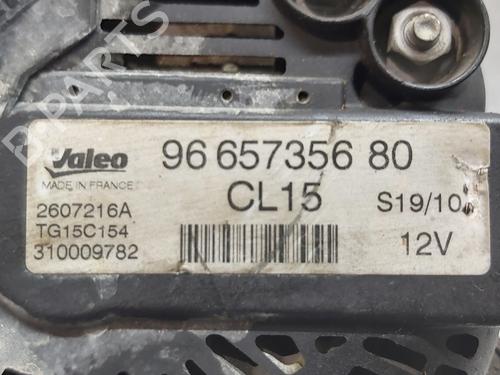 B-PARTS
Valeo
MADE IN FRANCE
96 657356 80
CL15
S19/10
2607216A
TG15C154
310009782
12V